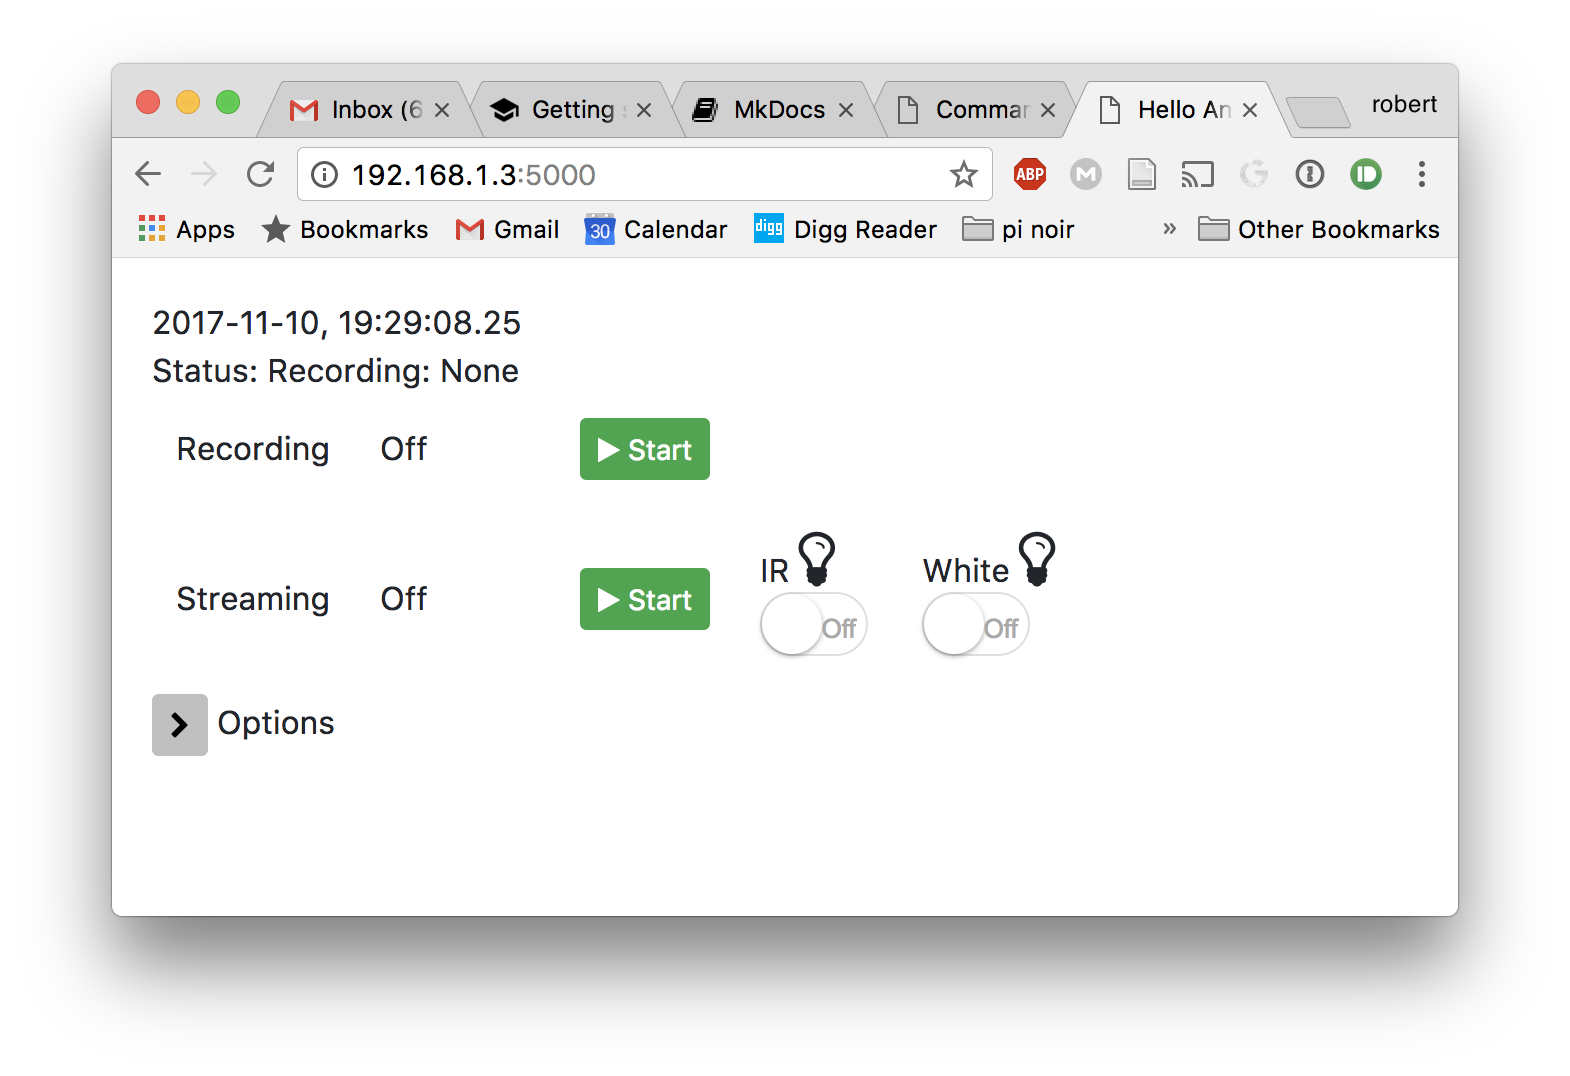 Inbox (6
Getting s
MkDocs
Commar
Hello An
robert
192.168.1.3:5000
ABP
M
G
Apps
Bookmarks
Gmail
30
Calendar
digg
Digg Reader
pi noir
»
Other Bookmarks
2017-11-10, 19:29:08.25
Status: Recording: None
Recording Off Start
IR White
Streaming Off Start
Off Off
Options